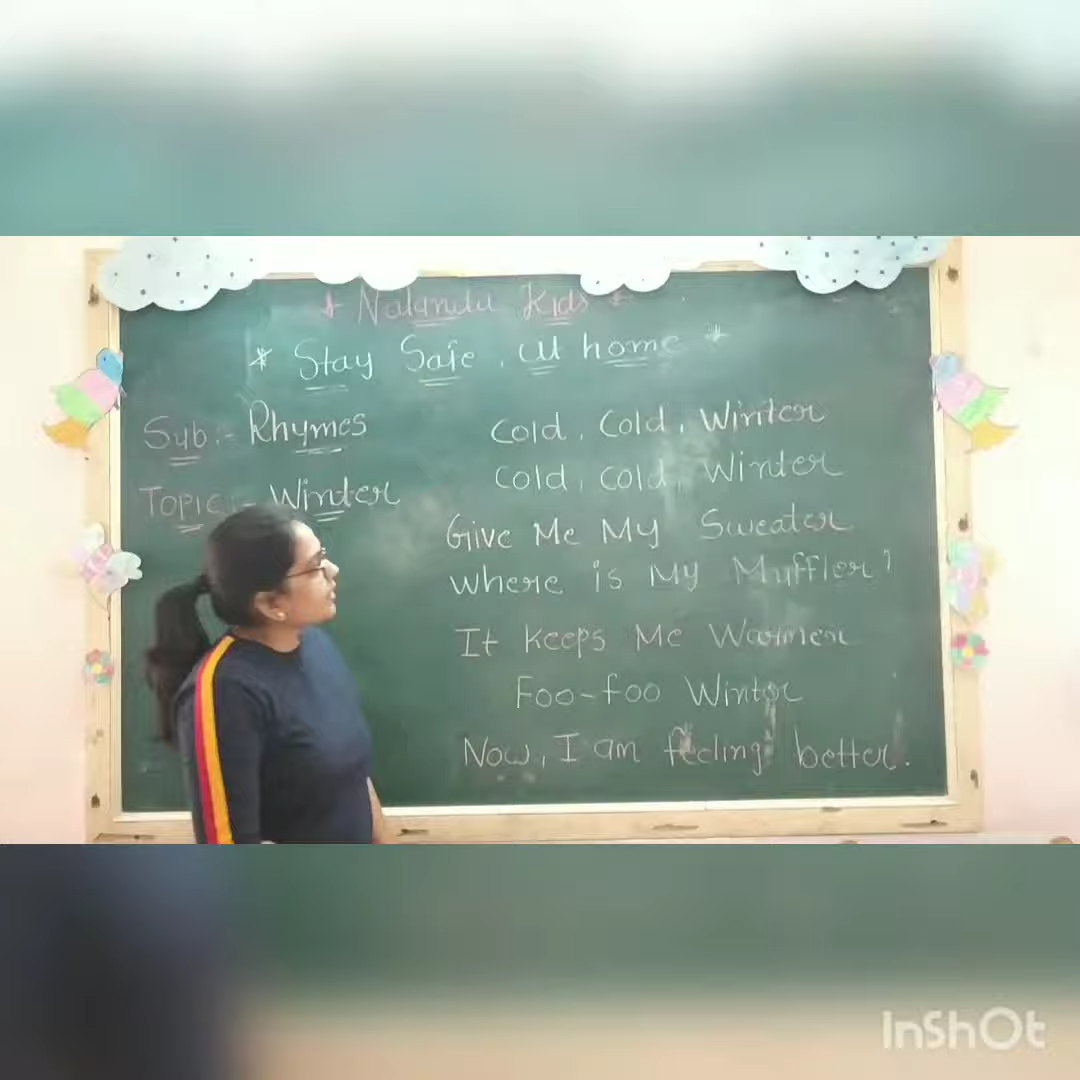 * Nalanda Kids *
* Stay Safe, at home *
Sub:- Rhymes
Topic:- Winter
Cold, Cold, Winter
Cold, cold, Winter
Give Me My Sweater
Where is My Muffler?
It Keeps Me Warmer
Foo-foo Winter
Now, I am feeling better.
InShOt